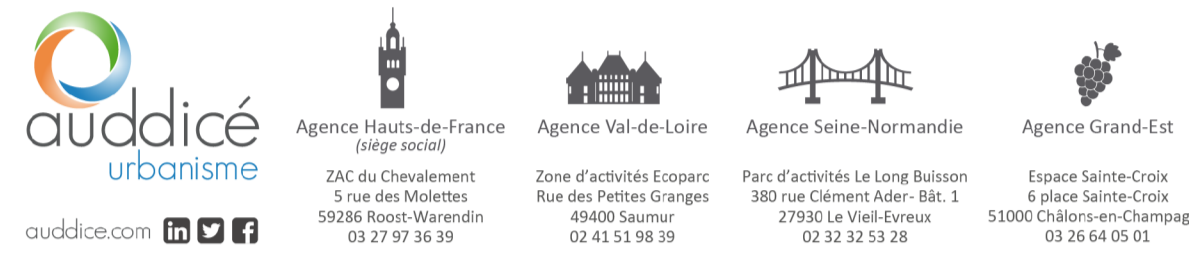 auddicé
urbanisme
auddice.com
Agence Hauts-de-France
(siège social)
ZAC du Chevalement
5 rue des Molettes
59286 Roost-Warendin
03 27 97 36 39
Agence Val-de-Loire
Zone d'activités Ecoparc
Rue des Petites Granges
49400 Saumur
02 41 51 98 39
Agence Seine-Normandie
Parc d'activités Le Long Buisson
380 rue Clément Ader- Bât. 1
27930 Le Vieil-Evreux
02 32 32 53 28
Agence Grand-Est
Espace Sainte-Croix
6 place Sainte-Croix
51000 Châlons-en-Champag
03 26 64 05 01